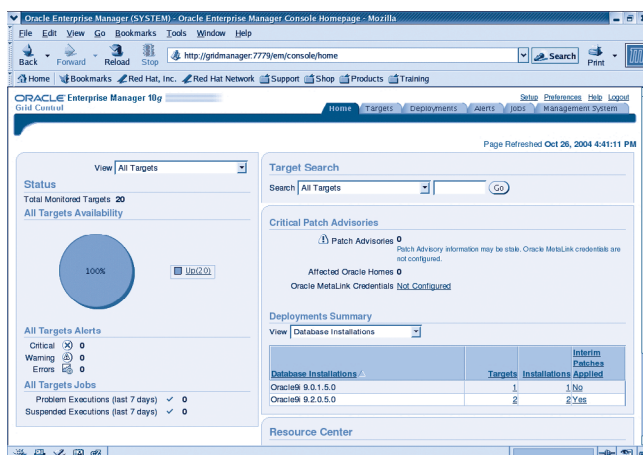 Oracle Enterprise Manager (SYSTEM) - Oracle Enterprise Manager Console Homepage - Mozilla
File Edit View Go Bookmarks Tools Window Help
Back Forward Reload Stop http://gridmanager:7779/em/console/home Search Print
Home Bookmarks Red Hat, Inc. Red Hat Network Support Shop Products Training
ORACLE Enterprise Manager 10g
Grid Control
Setup Preferences Help Logout
Home Targets Deployments Alerts Jobs Management System
Page Refreshed Oct 26, 2004 4:41:11 PM
View All Targets
Status
Total Monitored Targets 20
All Targets Availability
100%
Up(20)
All Targets Alerts
Critical 0
Warning 0
Errors 0
All Targets Jobs
Problem Executions (last 7 days) 0
Suspended Executions (last 7 days) 0
Target Search
Search All Targets Go
Critical Patch Advisories
Patch Advisories 0
Patch Advisory information may be stale. Oracle MetaLink credentials are
not configured.
Affected Oracle Homes 0
Oracle MetaLink Credentials Not Configured
Deployments Summary
View Database Installations
Database Installations Targets Installations Interim Patches Applied
Oracle9i 9.0.1.5.0 1 1 No
Oracle9i 9.2.0.5.0 2 2 Yes
Resource Center